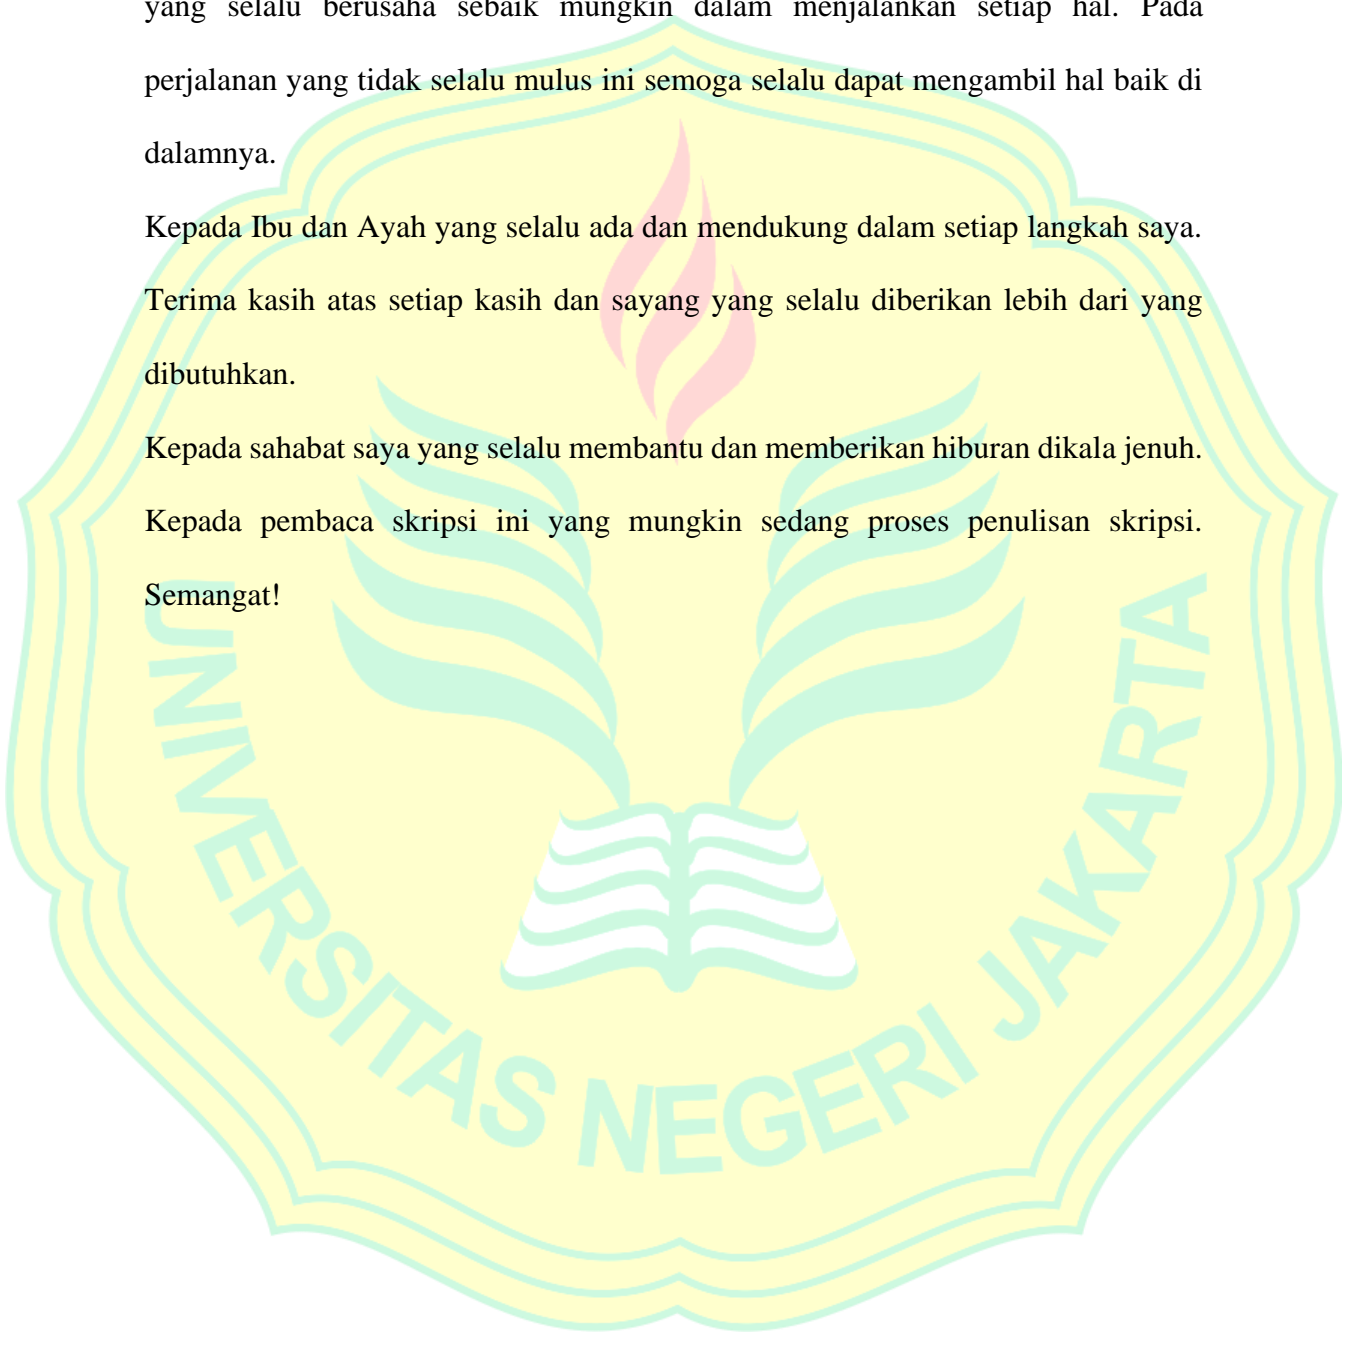 yang selalu berusaha sebaik mungkin dalam menjalankan setiap hal. Pada
perjalanan yang tidak selalu mulus ini semoga selalu dapat mengambil hal baik di
dalamnya.
Kepada Ibu dan Ayah yang selalu ada dan mendukung dalam setiap langkah saya.
Terima kasih atas setiap kasih dan sayang yang selalu diberikan lebih dari yang
dibutuhkan.
Kepada sahabat saya yang selalu membantu dan memberikan hiburan dikala jenuh.
Kepada pembaca skripsi ini yang mungkin sedang proses penulisan skripsi.
Semangat!
UNIVERSITAS NEGERI JAKARTA